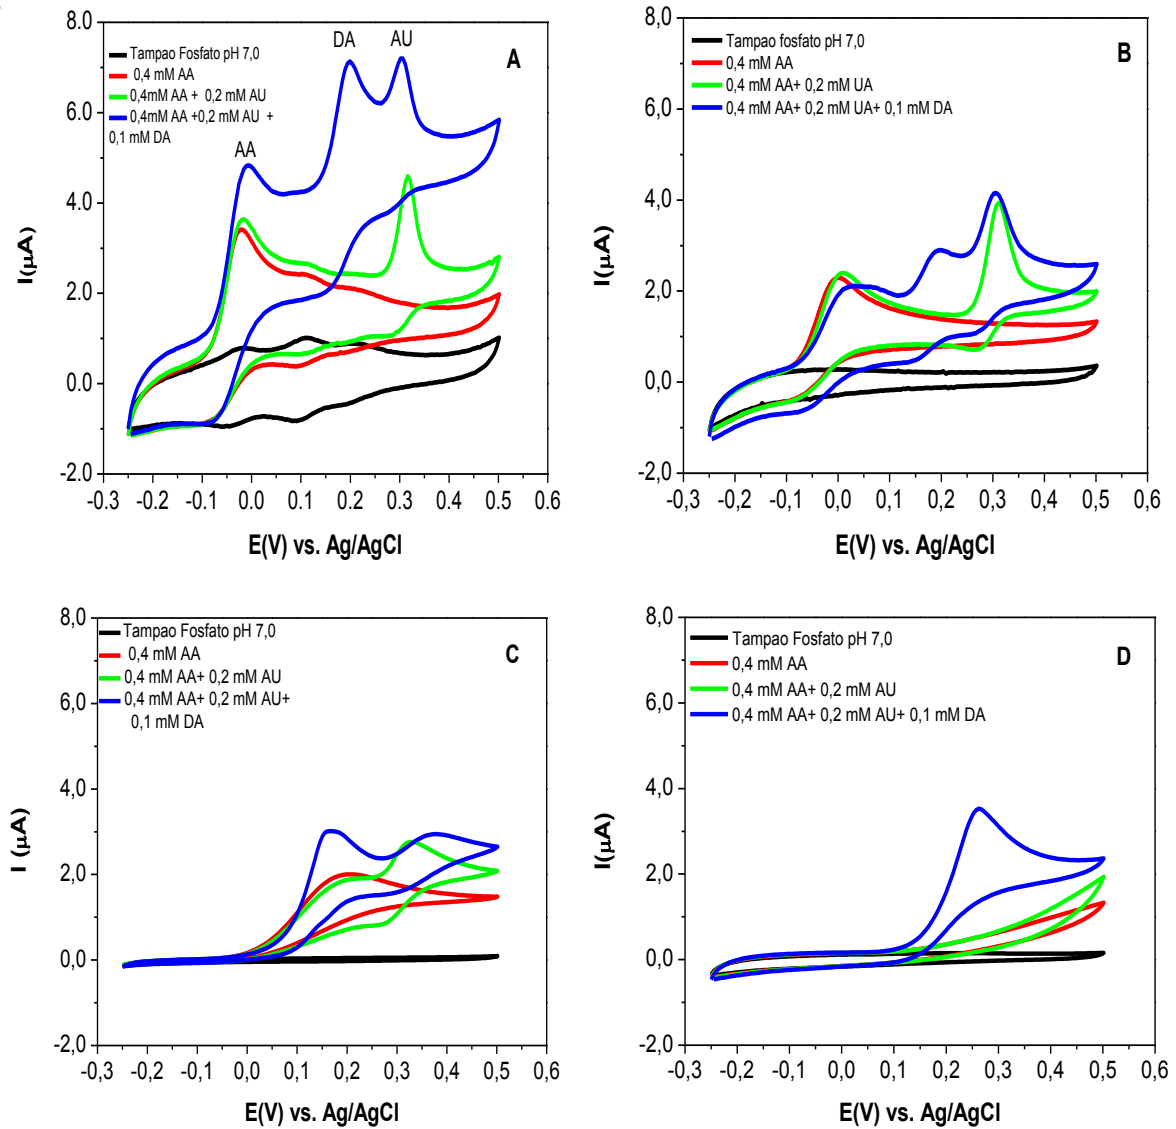 8.0
6.0
4.0
2.0
0.0
-2.0
-0.3 -0.2 -0.1 0.0 0.1 0.2 0.3 0.4 0.5 0.6
I(µA)
E(V) vs. Ag/AgCl
Tampao Fosfato pH 7,0
0,4 mM AA
0,4mM AA + 0,2 mM AU
0,4mM AA +0,2 mM AU +
0,1 mM DA
A
AA
DA
AU
8,0
6,0
4,0
2,0
0,0
-2,0
-0,3 -0,2 -0,1 0,0 0,1 0,2 0,3 0,4 0,5 0,6
I(µA)
E(V) vs. Ag/AgCl
Tampao fosfato pH 7,0
0,4 mM AA
0,4 mM AA+ 0,2 mM UA
0,4 mM AA+ 0,2 mM UA+ 0,1 mM DA
B
8,0
6,0
4,0
2,0
0,0
-2,0
-0,3 -0,2 -0,1 0,0 0,1 0,2 0,3 0,4 0,5 0,6
I (µA)
E(V) vs. Ag/AgCl
Tampao Fosfato pH 7,0
0,4 mM AA
0,4 mM AA+ 0,2 mM AU
0,4 mM AA+ 0,2 mM AU+
0,1 mM DA
C
8,0
6,0
4,0
2,0
0,0
-2,0
-0,3 -0,2 -0,1 0,0 0,1 0,2 0,3 0,4 0,5 0,6
I(µA)
E(V) vs. Ag/AgCl
Tampao Fosfato pH 7,0
0,4 mM AA
0,4 mM AA+ 0,2 mM AU
0,4 mM AA+ 0,2 mM AU+ 0,1 mM DA
D